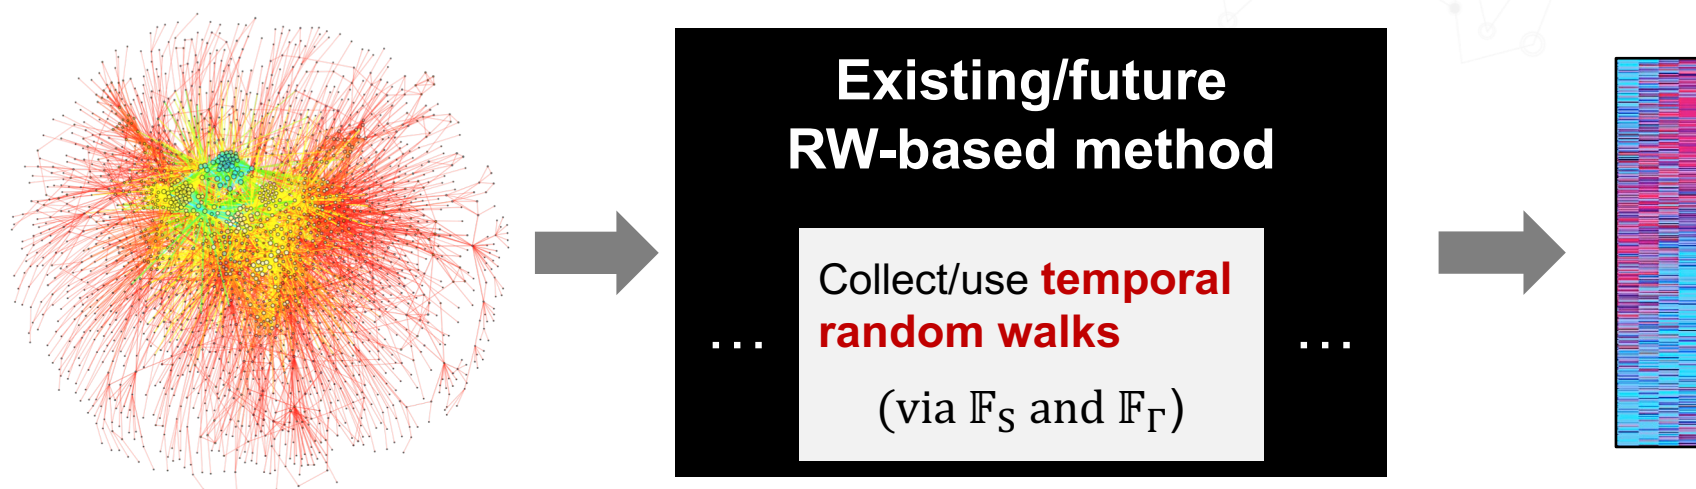 Existing/future
RW-based method
Collect/use temporal
random walks
... ...
(via 𝔽S and 𝔽Γ)